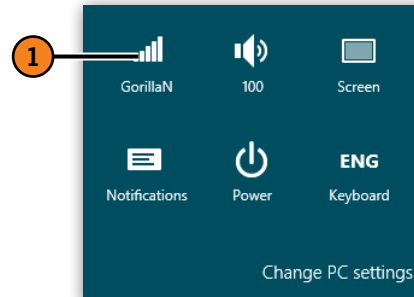 1
GorillaN
100
Screen
Notifications
Power
ENG
Keyboard
Change PC settings